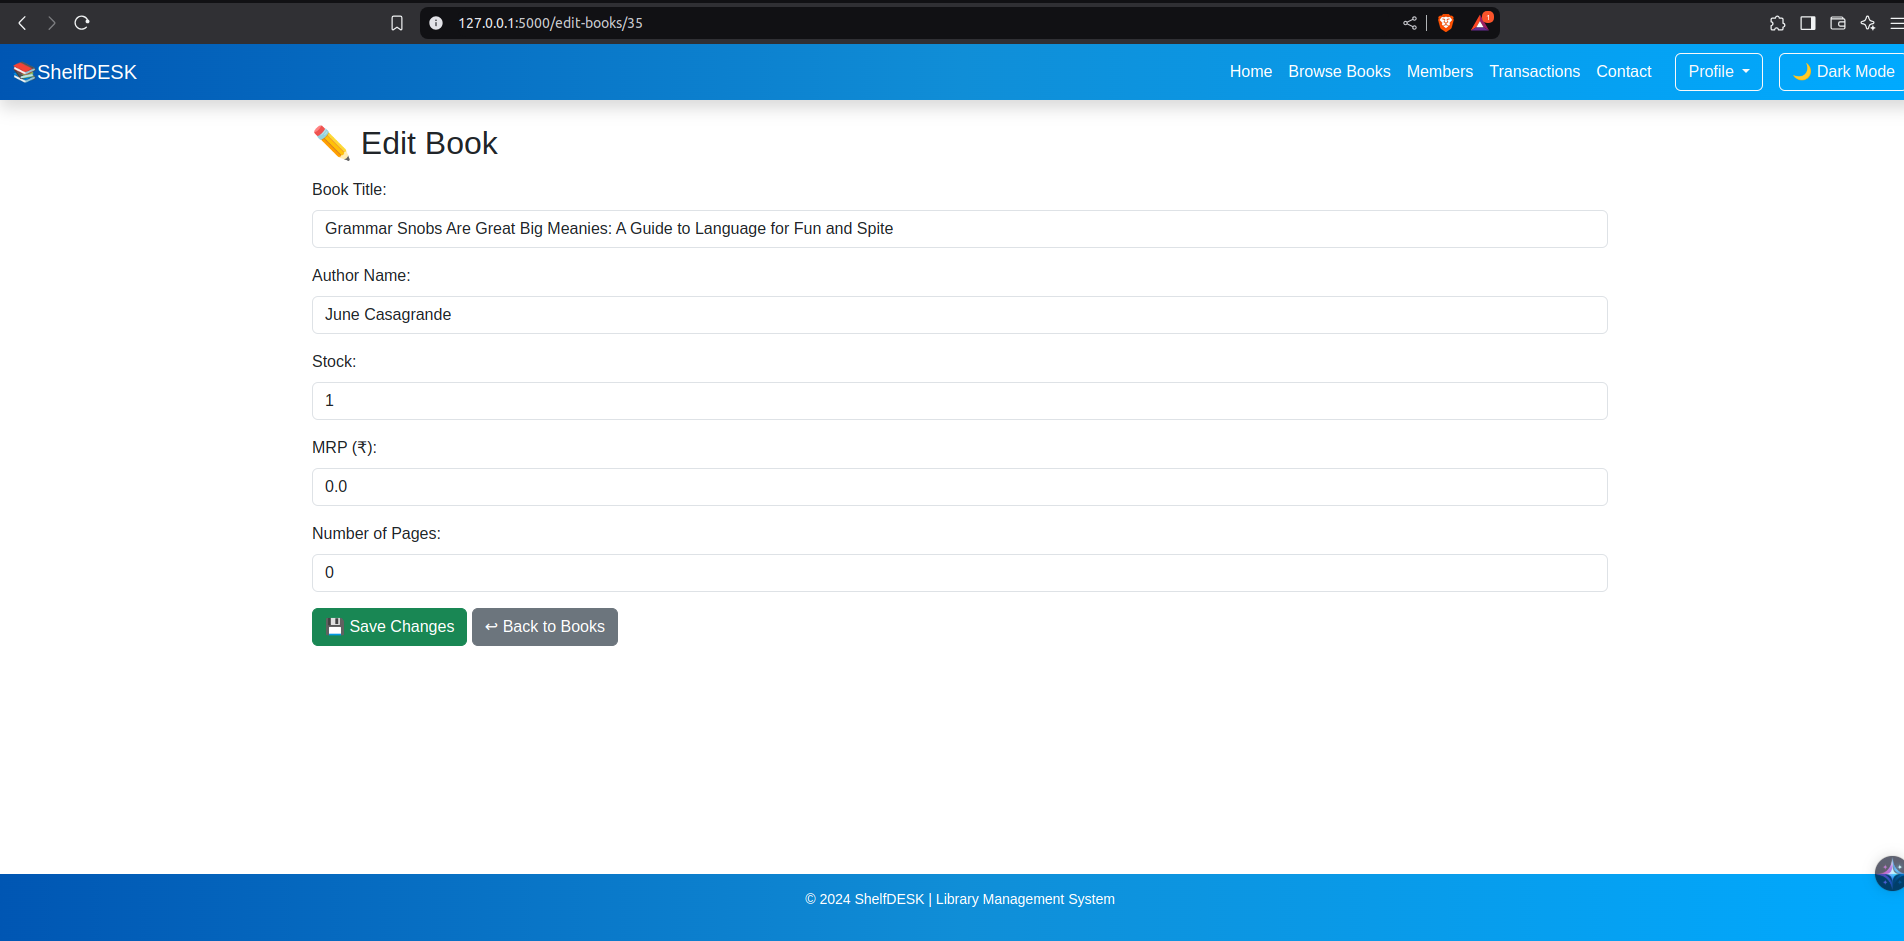 127.0.0.1:5000/edit-books/35
1
ShelfDESK
Home Browse Books Members Transactions Contact Profile Dark Mode
Edit Book
Book Title:
Grammar Snobs Are Great Big Meanies: A Guide to Language for Fun and Spite
Author Name:
June Casagrande
Stock:
1
MRP (₹):
0.0
Number of Pages:
0
Save Changes ↩ Back to Books
© 2024 ShelfDESK | Library Management System